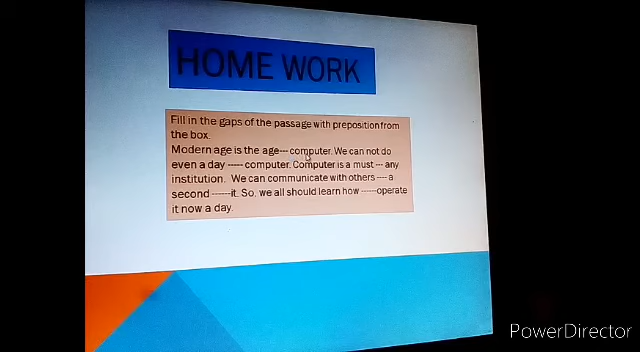 HOME WORK
Fill in the gaps of the passage with preposition from
the box.
Modern age is the age--- computer. We can not do
even a day ----- computer. Computer is a must --- any
institution. We can communicate with others ---- a
second ------it. So, we all should learn how -----operate
it now a day.
PowerDirector